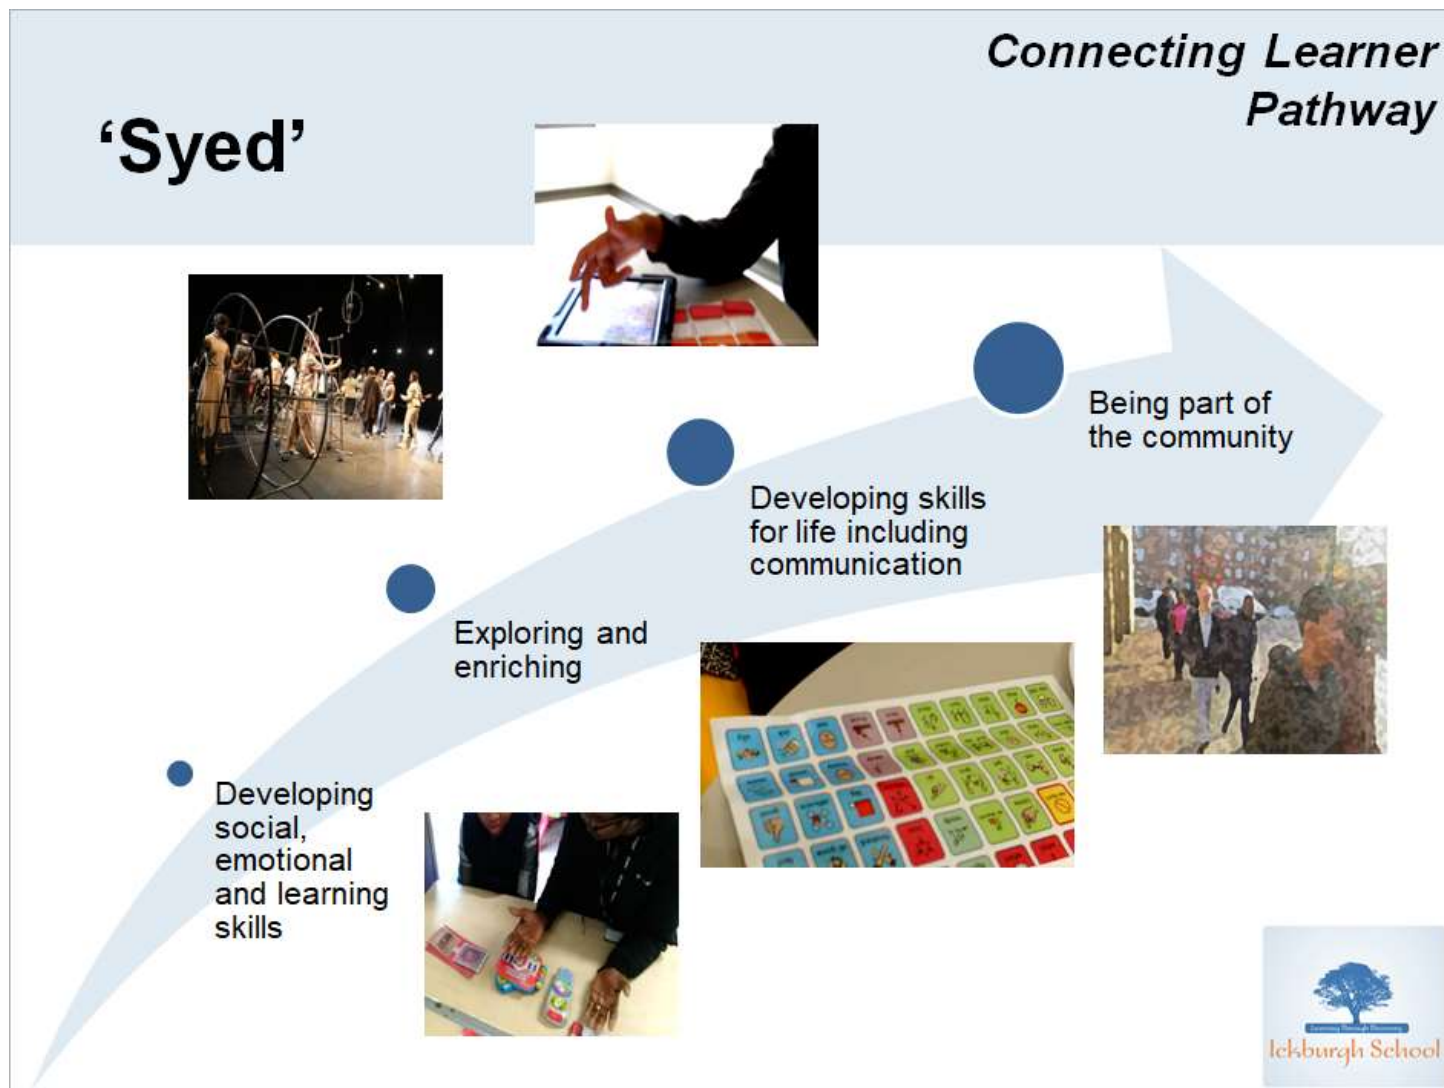 Connecting Learner
Pathway
‘Syed’
Being part of
the community
Developing skills
for life including
communication
Exploring and
enriching
Developing
social,
emotional
and learning
skills
Learning Through Discovery
Ickburgh School